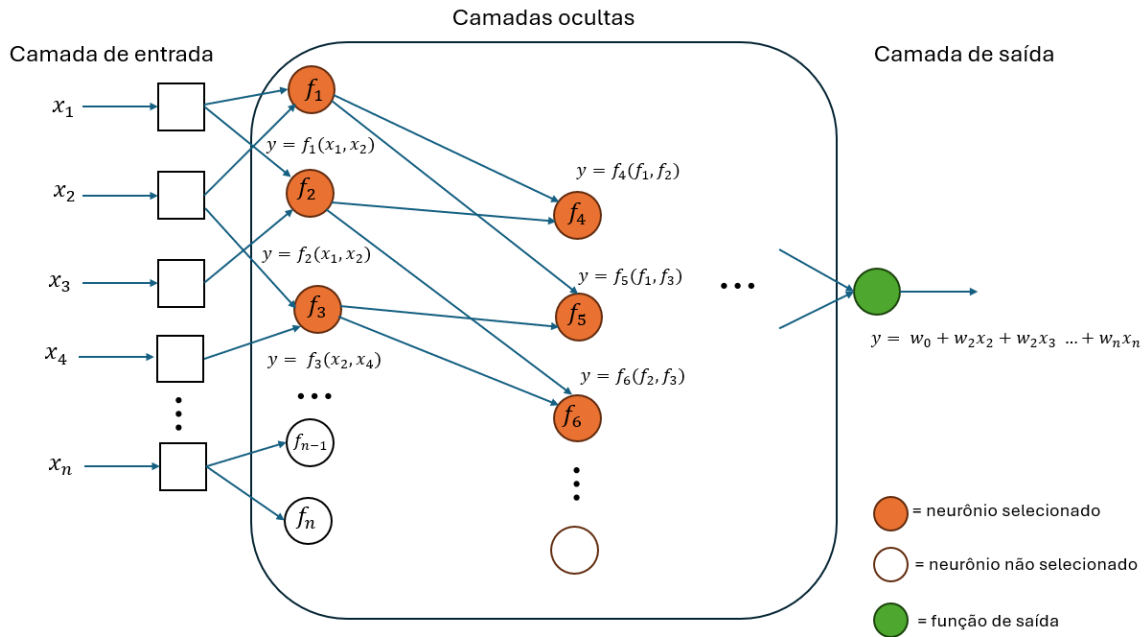 Camadas ocultas
Camada de entrada
Camada de saída
x₁
f₁
y = f₁(x₁, x₂)
y = f₄(f₁, f₂)
x₂
f₂
f₄
y = f₂(x₁, x₂)
y = f₅(f₁, f₃)
x₃
...
f₃
f₅
y = w₀ + w₂x₂ + w₂x₃ ... + wₙxₙ
x₄
y = f₃(x₂, x₄)
y = f₆(f₂, f₃)
...
f₆
fₙ₋₁
xₙ
fₙ
= neurônio selecionado
= neurônio não selecionado
= função de saída